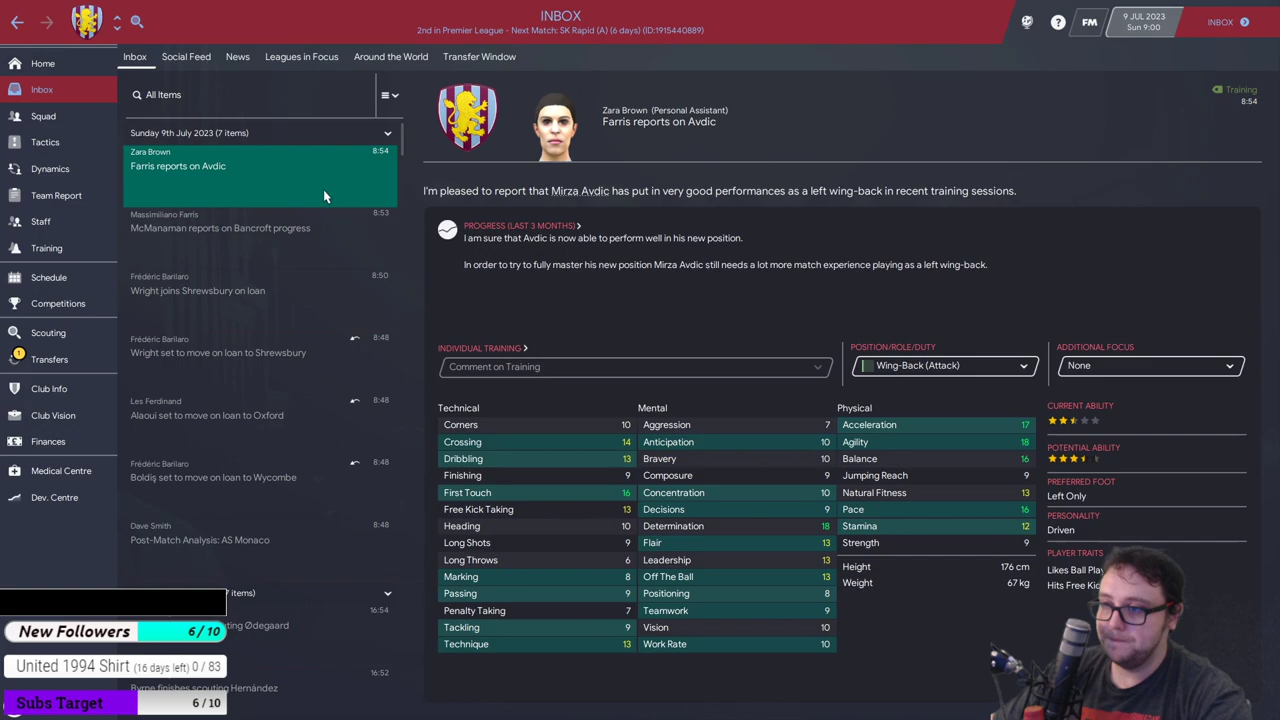 INBOX
2nd in Premier League - Next Match: SK Rapid (A) (6 days) (ID:1915440889)
?
FM
9 JUL 2023
Sun 9:00
INBOX
Home
Inbox
Squad
Tactics
Dynamics
Team Report
Staff
Training
Schedule
Competitions
Scouting
1
Transfers
Club Info
Club Vision
Finances
Medical Centre
Dev. Centre
Inbox
Social Feed
News
Leagues in Focus
Around the World
Transfer Window
All Items
Sunday 9th July 2023 (7 items)
Zara Brown 8:54
Farris reports on Avdic
Massimiliano Farris 8:53
McManaman reports on Bancroft progress
Frédéric Barilaro 8:50
Wright joins Shrewsbury on loan
Frédéric Barilaro 8:48
Wright set to move on loan to Shrewsbury
Les Ferdinand 8:48
Alaoui set to move on loan to Oxford
Frédéric Barilaro 8:48
Boldiş set to move on loan to Wycombe
Dave Smith 8:48
Post-Match Analysis: AS Monaco
items)
16:54
Ødegaard
16:52
Byrne finishes scouting Hernández
New Followers 6 / 10
United 1994 Shirt (16 days left) 0 / 83
Subs Target 6 / 10
Zara Brown (Personal Assistant)
Farris reports on Avdic
Training
8:54
I'm pleased to report that Mirza Avdic has put in very good performances as a left wing-back in recent training sessions.
PROGRESS (LAST 3 MONTHS)
I am sure that Avdic is now able to perform well in his new position.
In order to try to fully master his new position Mirza Avdic still needs a lot more match experience playing as a left wing-back.
INDIVIDUAL TRAINING
Comment on Training
POSITION/ROLE/DUTY
Wing-Back (Attack)
ADDITIONAL FOCUS
None
Technical
Corners 10
Crossing 14
Dribbling 13
Finishing 9
First Touch 16
Free Kick Taking 13
Heading 10
Long Shots 9
Long Throws 6
Marking 8
Passing 9
Penalty Taking 7
Tackling 9
Technique 13
Mental
Aggression 7
Anticipation 10
Bravery 10
Composure 9
Concentration 10
Decisions 9
Determination 18
Flair 13
Leadership 13
Off The Ball 13
Positioning 8
Teamwork 9
Vision 10
Work Rate 10
Physical
Acceleration 17
Agility 18
Balance 16
Jumping Reach 9
Natural Fitness 13
Pace 16
Stamina 12
Strength 9
Height 176 cm
Weight 67 kg
CURRENT ABILITY
POTENTIAL ABILITY
PREFERRED FOOT
Left Only
PERSONALITY
Driven
PLAYER TRAITS
Likes Ball
Hits Free